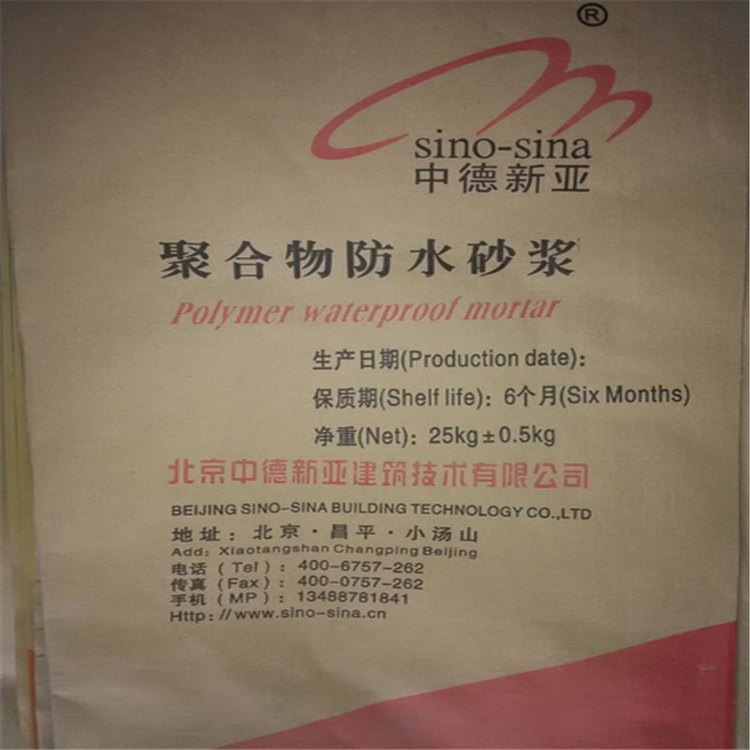 ®
sino-sina
中德新亚
聚合物防水砂浆
Polymer waterproof mortar
生产日期(Production date):
保质期(Shelf life): 6个月(Six Months)
净重(Net): 25kg±0.5kg
北京中德新亚建筑技术有限公司
BEIJING SINO-SINA BUILDING TECHNOLOGY CO.,LTD
地址: 北京·昌平·小汤山
Add: Xiaotangshan Changping Beijing
电话(Tel): 400-6757-262
传真(Fax): 400-0757-262
手机(MP): 13488781841
Http://www.sino-sina.cn